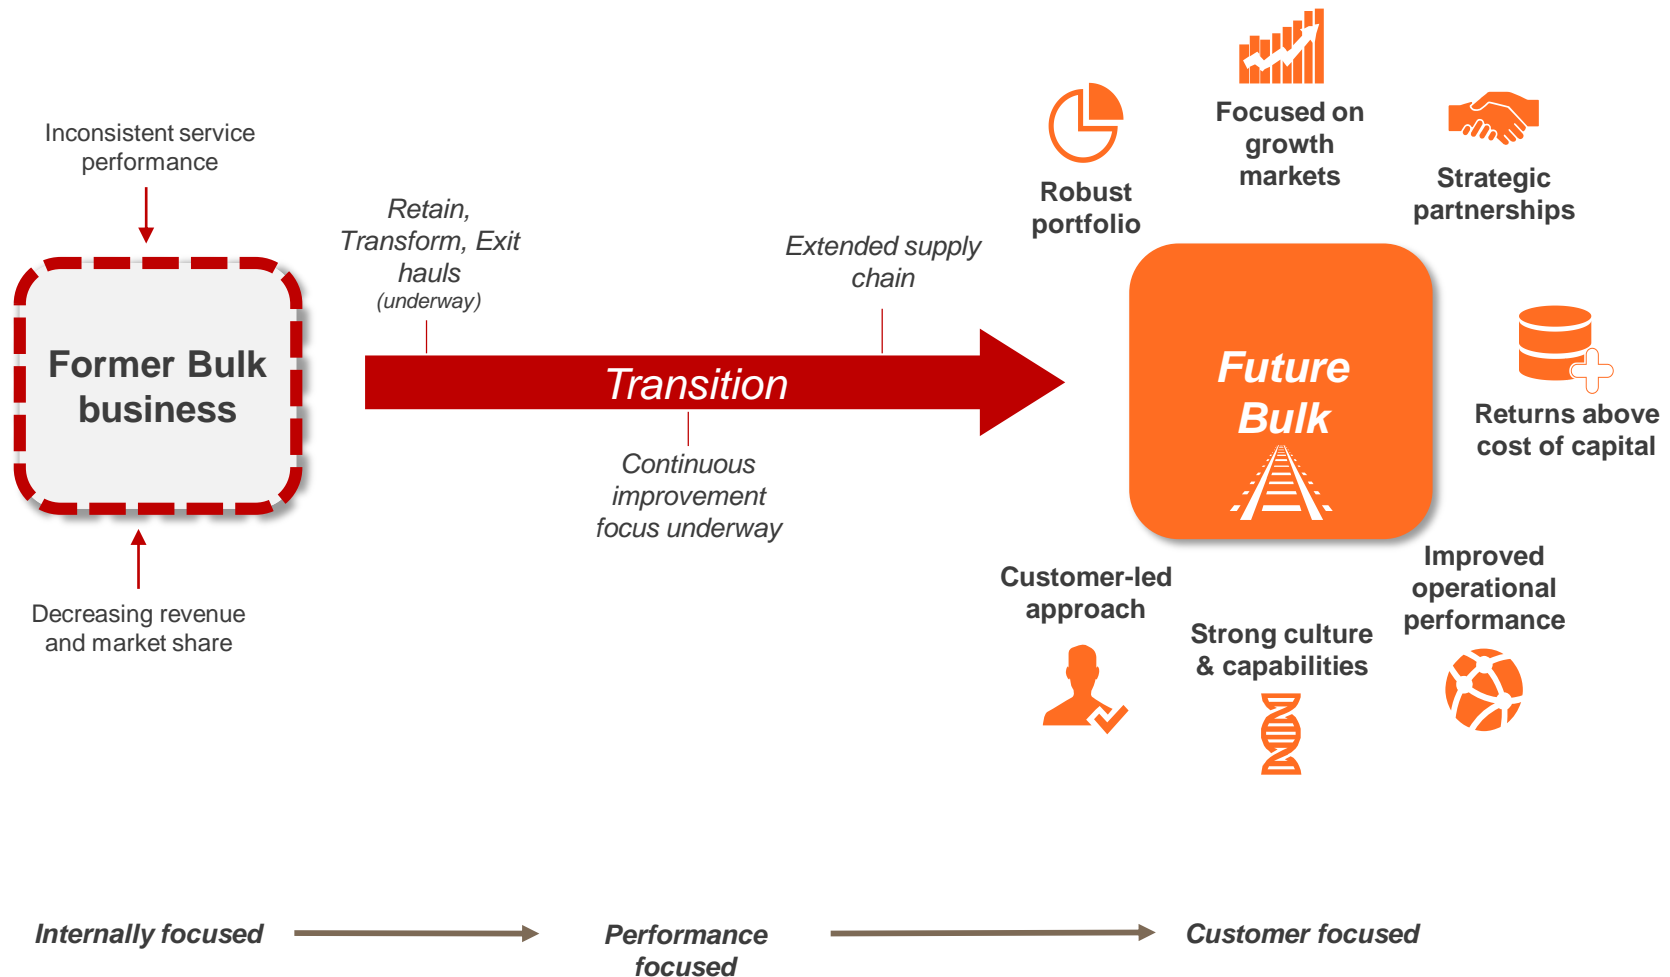 Inconsistent service
performance
Former Bulk
business
Decreasing revenue
and market share
Retain,
Transform, Exit
hauls
(underway)
Extended supply
chain
Transition
Continuous
improvement
focus underway
Robust
portfolio
Focused on
growth
markets
Strategic
partnerships
Future
Bulk
Returns above
cost of capital
Customer-led
approach
Strong culture
& capabilities
Improved
operational
performance
Internally focused
Performance
focused
Customer focused